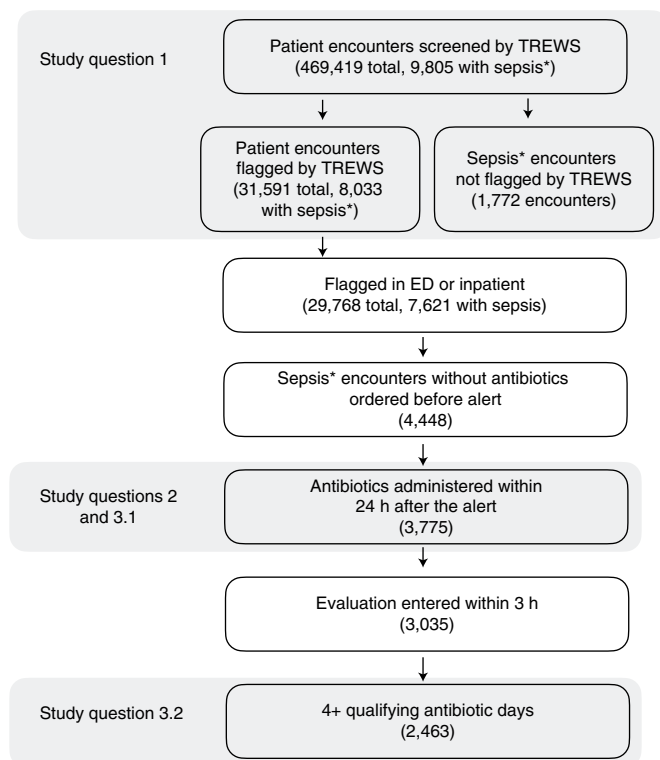 Study question 1
Patient encounters screened by TREWS
(469,419 total, 9,805 with sepsis*)
Patient encounters
flagged by TREWS
(31,591 total, 8,033
with sepsis*)
Sepsis* encounters
not flagged by TREWS
(1,772 encounters)
Flagged in ED or inpatient
(29,768 total, 7,621 with sepsis)
Sepsis* encounters without antibiotics
ordered before alert
(4,448)
Study questions 2
and 3.1
Antibiotics administered within
24 h after the alert
(3,775)
Evaluation entered within 3 h
(3,035)
Study question 3.2
4+ qualifying antibiotic days
(2,463)